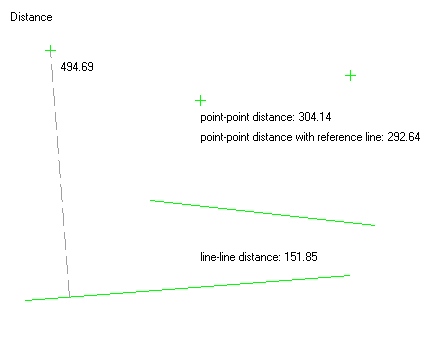 Distance
494.69
point-point distance: 304.14
point-point distance with reference line: 292.64
line-line distance: 151.85